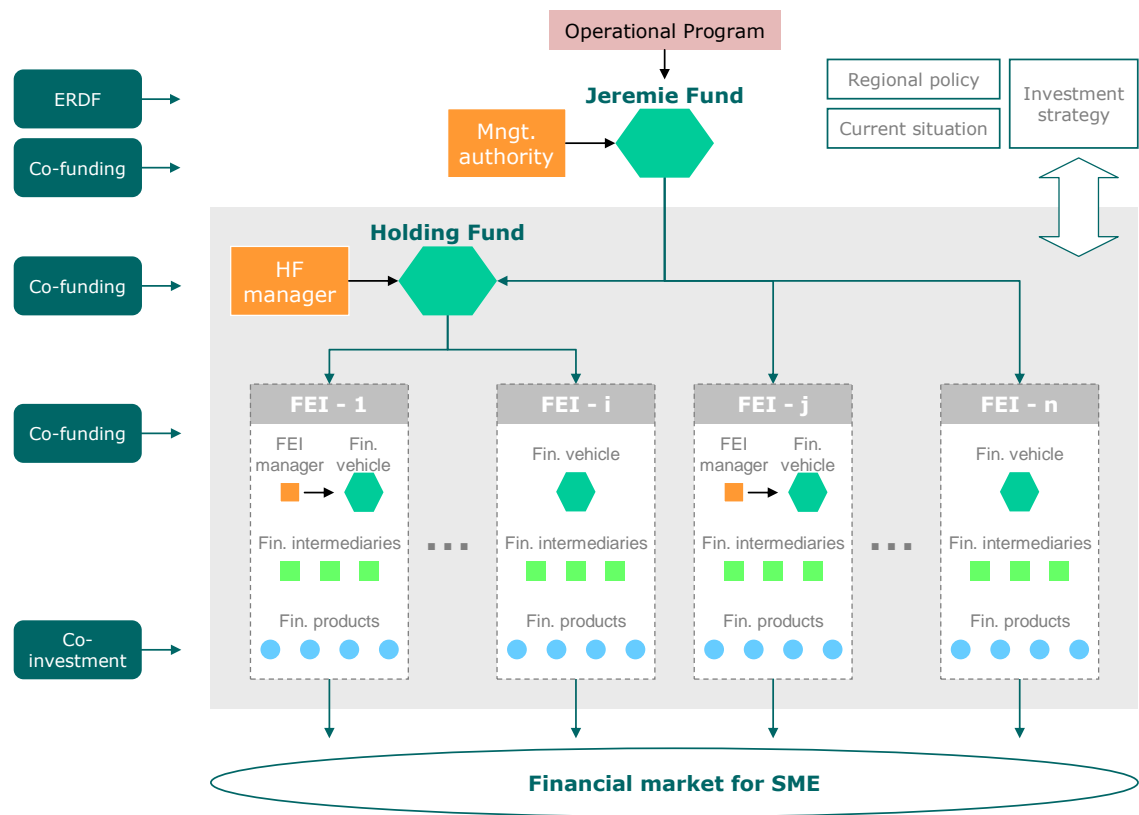 Operational Program
ERDF
Jeremie Fund
Regional policy
Investment
strategy
Current situation
Mngt.
authority
Co-funding
Holding Fund
Co-funding
HF
manager
FEI - 1
FEI - i
FEI - j
FEI - n
Co-funding
FEI
manager
Fin.
vehicle
Fin. vehicle
FEI
manager
Fin.
vehicle
Fin. vehicle
...
...
Fin. intermediaries
Fin. intermediaries
Fin. intermediaries
Fin. intermediaries
Co-
investment
Fin. products
Fin. products
Fin. products
Fin. products
Financial market for SME